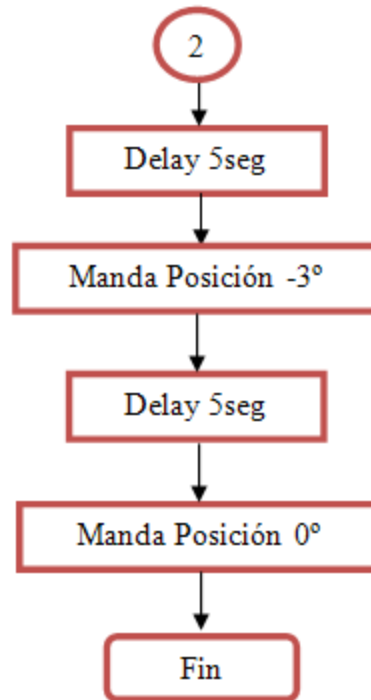 2
Delay 5seg
Manda Posición -3º
Delay 5seg
Manda Posición 0º
Fin